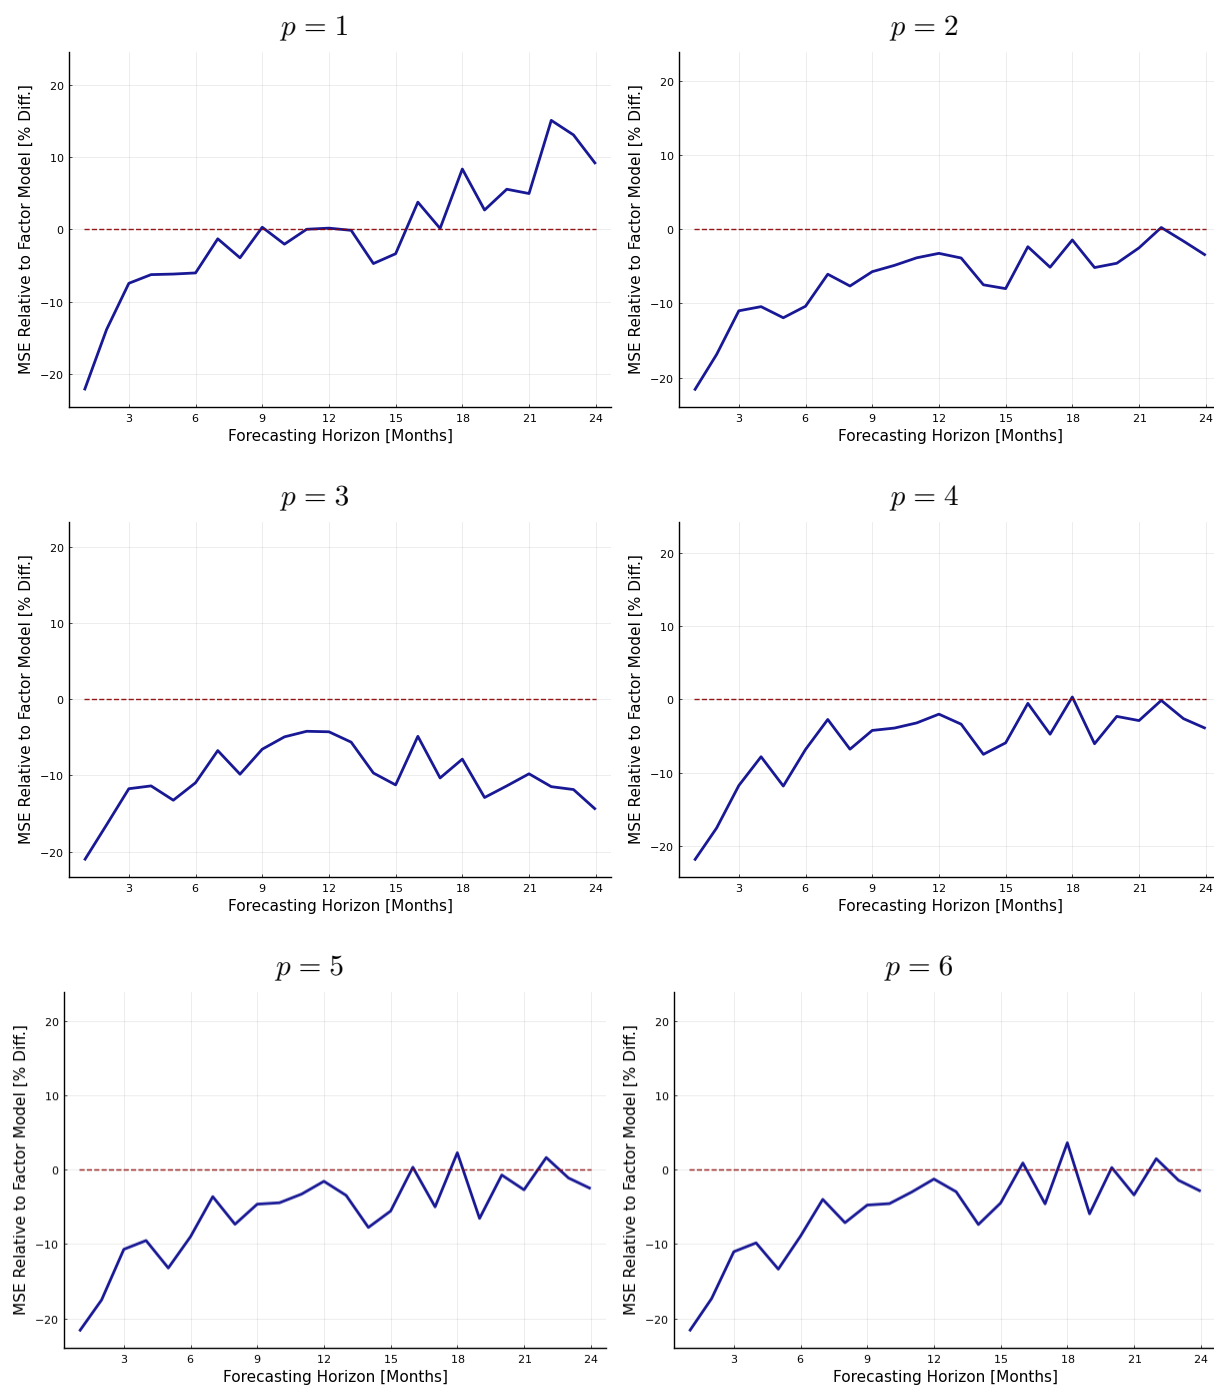 p = 1
MSE Relative to Factor Model [% Diff.]
20
10
0
−10
−20
3 6 9 12 15 18 21 24
Forecasting Horizon [Months]
p = 2
MSE Relative to Factor Model [% Diff.]
20
10
0
−10
−20
3 6 9 12 15 18 21 24
Forecasting Horizon [Months]
p = 3
MSE Relative to Factor Model [% Diff.]
20
10
0
−10
−20
3 6 9 12 15 18 21 24
Forecasting Horizon [Months]
p = 4
MSE Relative to Factor Model [% Diff.]
20
10
0
−10
−20
3 6 9 12 15 18 21 24
Forecasting Horizon [Months]
p = 5
MSE Relative to Factor Model [% Diff.]
20
10
0
−10
−20
3 6 9 12 15 18 21 24
Forecasting Horizon [Months]
p = 6
MSE Relative to Factor Model [% Diff.]
20
10
0
−10
−20
3 6 9 12 15 18 21 24
Forecasting Horizon [Months]